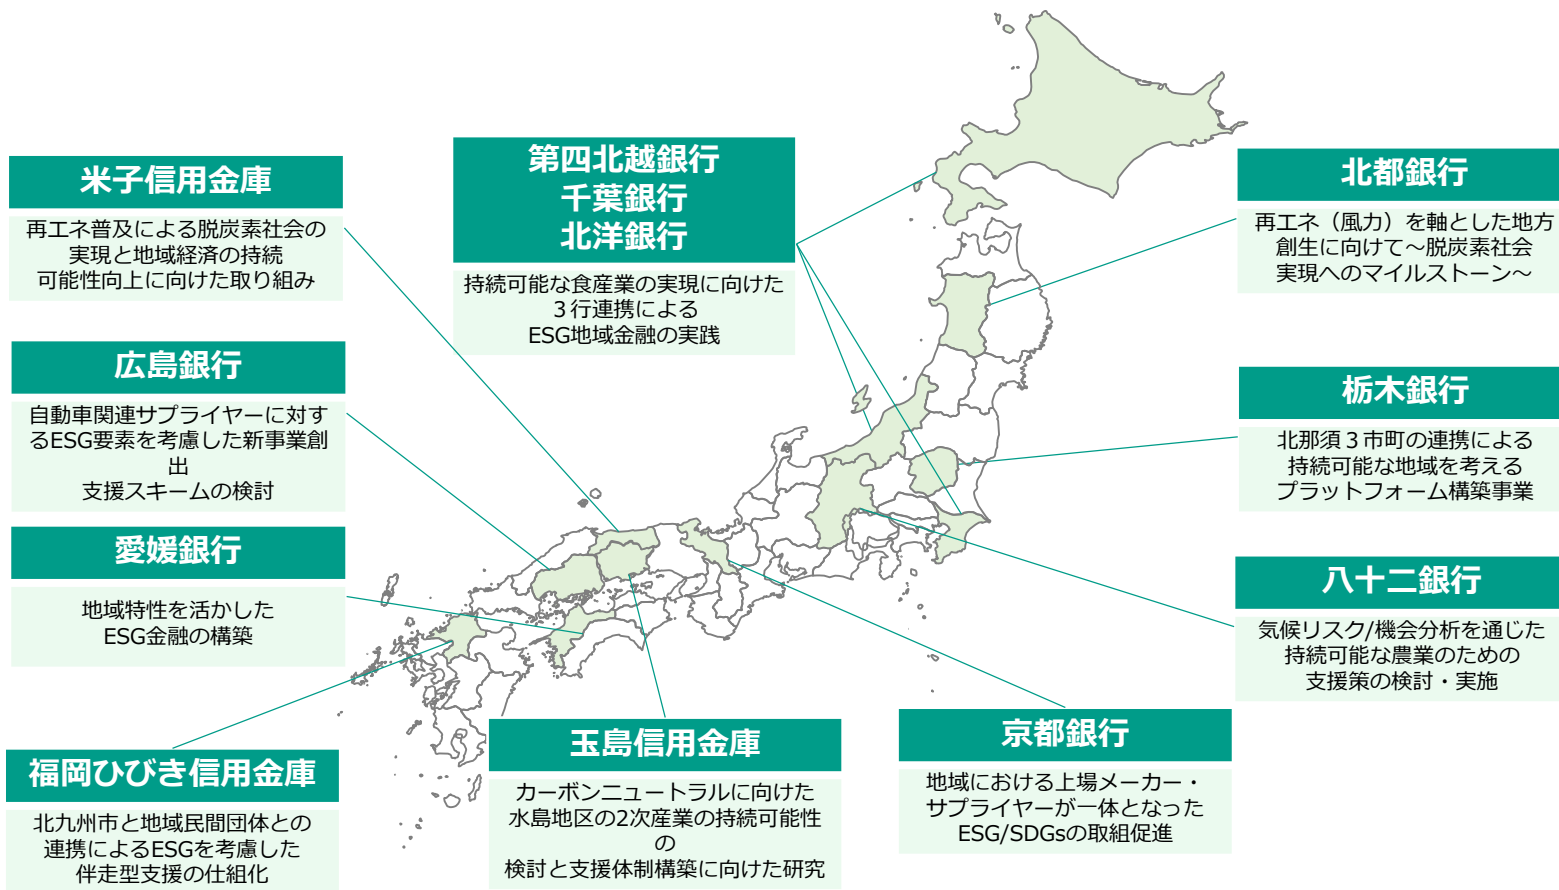 米子信用金庫
再エネ普及による脱炭素社会の
実現と地域経済の持続
可能性向上に向けた取り組み
第四北越銀行
千葉銀行
北洋銀行
持続可能な食産業の実現に向けた
３行連携による
ESG地域金融の実践
北都銀行
再エネ（風力）を軸とした地方
創生に向けて～脱炭素社会
実現へのマイルストーン～
広島銀行
自動車関連サプライヤーに対す
るESG要素を考慮した新事業創
出
支援スキームの検討
栃木銀行
北那須３市町の連携による
持続可能な地域を考える
プラットフォーム構築事業
愛媛銀行
地域特性を活かした
ESG金融の構築
八十二銀行
気候リスク/機会分析を通じた
持続可能な農業のための
支援策の検討・実施
福岡ひびき信用金庫
北九州市と地域民間団体との
連携によるESGを考慮した
伴走型支援の仕組化
玉島信用金庫
カーボンニュートラルに向けた
水島地区の2次産業の持続可能性
の
検討と支援体制構築に向けた研究
京都銀行
地域における上場メーカー・
サプライヤーが一体となった
ESG/SDGsの取組促進